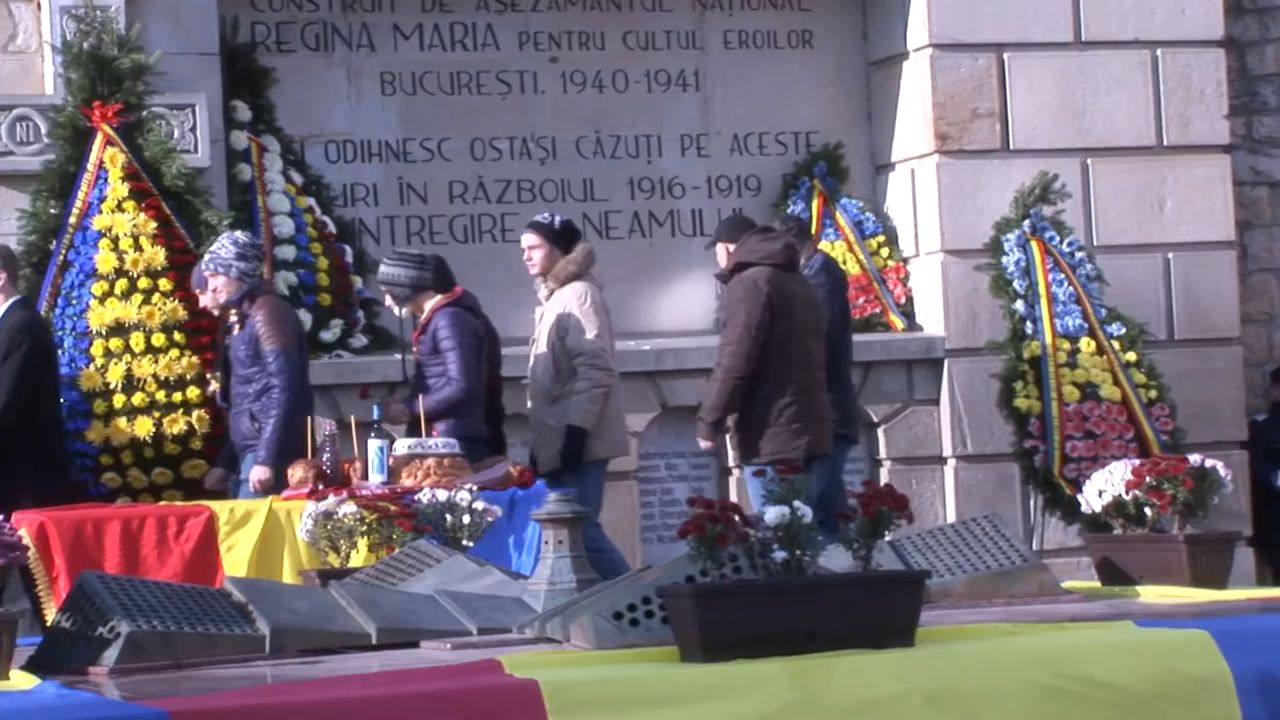 CONSTRUIT DE AȘEZĂMÂNTUL NAȚIONAL
REGINA MARIA PENTRU CULTUL EROILOR
BUCUREȘTI. 1940-1941
ODIHNESC OSTAȘI CĂZUȚI PE ACESTE
ÎN RĂZBOIUL 1916-1919
INTREGIRE NEAMULUI
NI